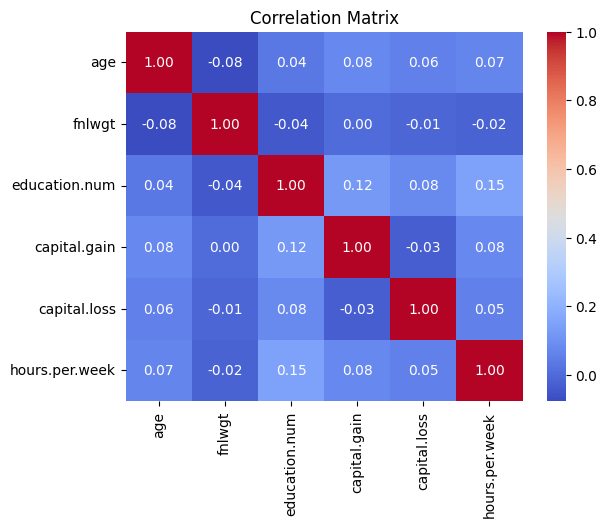 Correlation Matrix
age 1.00 -0.08 0.04 0.08 0.06 0.07
fnlwgt -0.08 1.00 -0.04 0.00 -0.01 -0.02
education.num 0.04 -0.04 1.00 0.12 0.08 0.15
capital.gain 0.08 0.00 0.12 1.00 -0.03 0.08
capital.loss 0.06 -0.01 0.08 -0.03 1.00 0.05
hours.per.week 0.07 -0.02 0.15 0.08 0.05 1.00
age
fnlwgt
education.num
capital.gain
capital.loss
hours.per.week
1.0
0.8
0.6
0.4
0.2
0.0